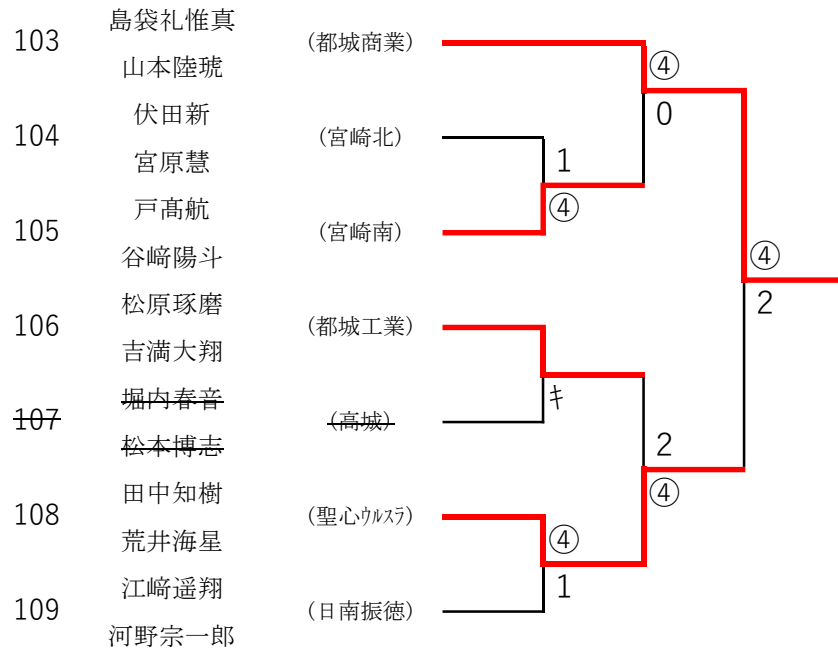 島袋礼惟真
103 (都城商業)
山本陸琥
④
0
伏田新
104 (宮崎北)
宮原慧
1
④
戸髙航
105 (宮崎南)
谷﨑陽斗
④
2
松原琢磨
106 (都城工業)
吉満大翔
堀内春音
107 (高城)
松本博志
キ
2
④
田中知樹
108 (聖心ウルスラ)
荒井海星
④
1
江﨑遥翔
109 (日南振徳)
河野宗一郎